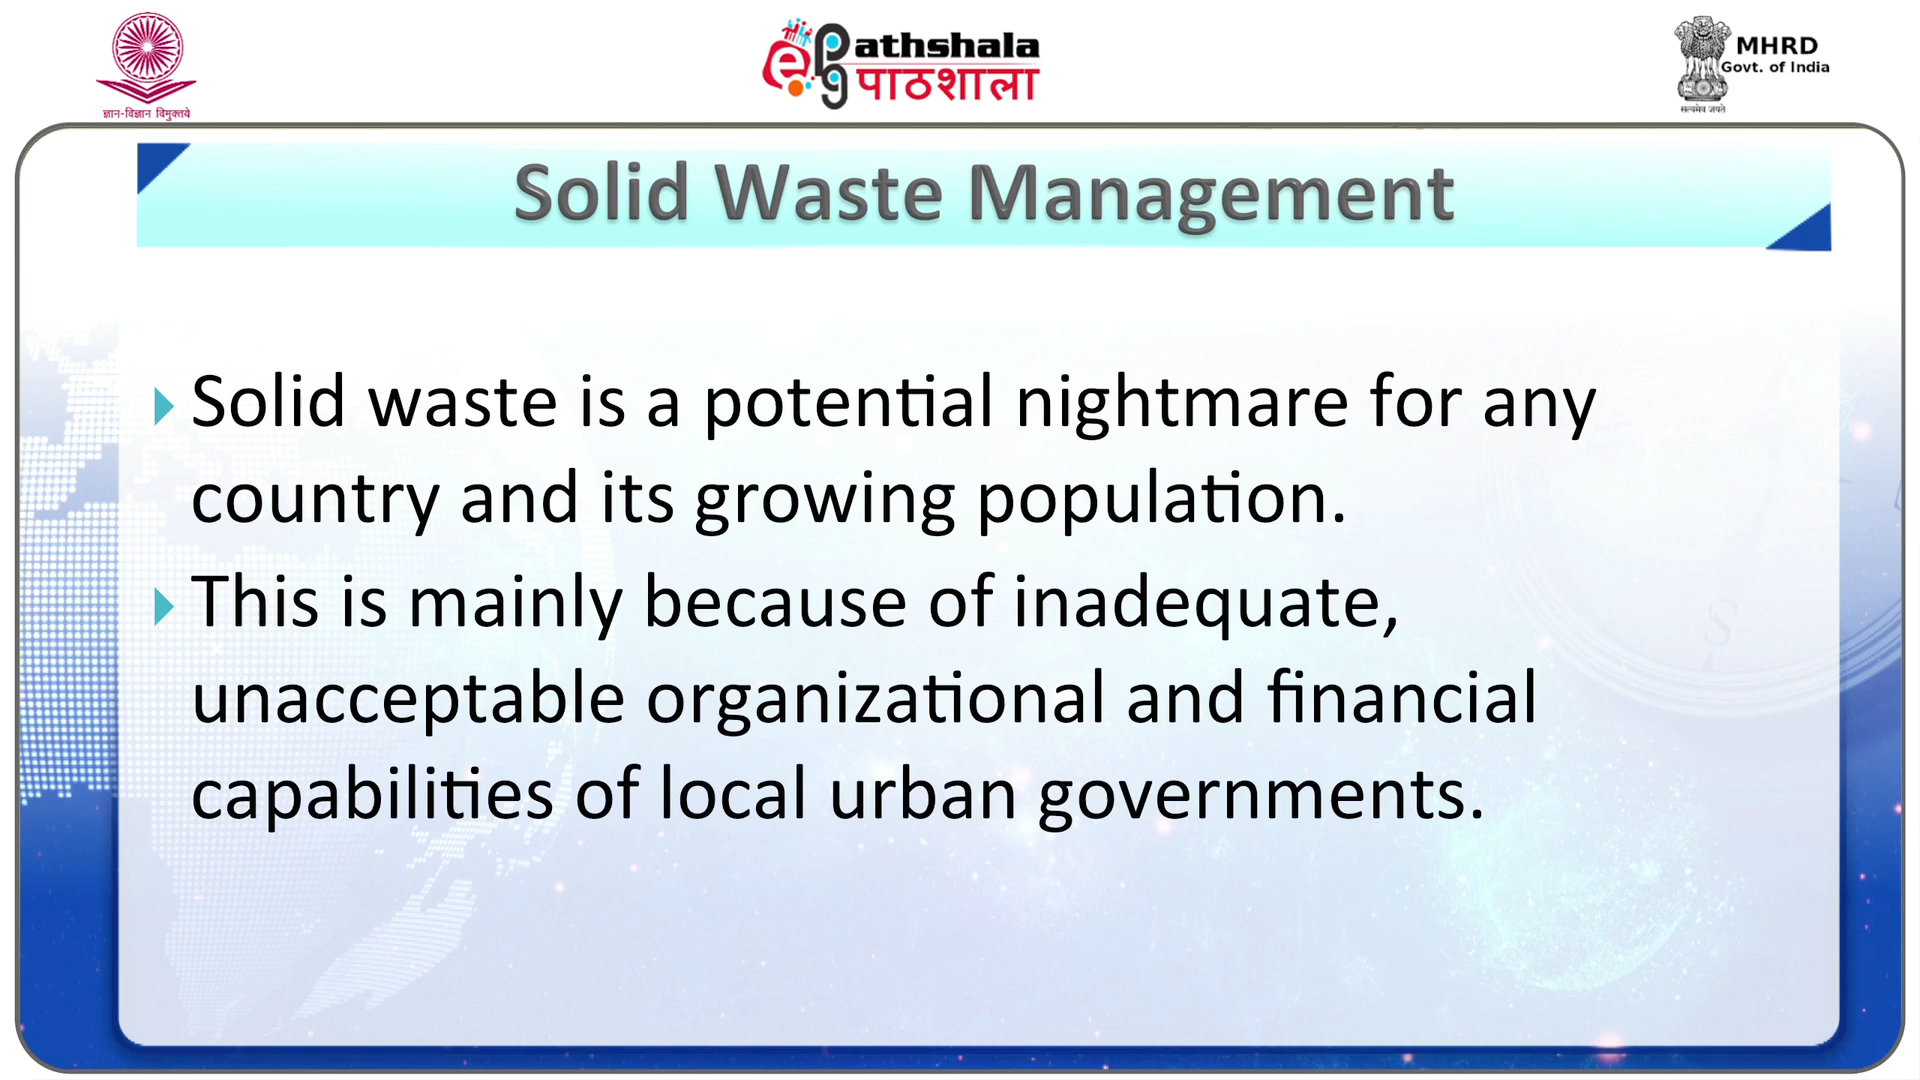 ज्ञान-विज्ञान विमुक्तये
ePGpathshala
पाठशाला
MHRD
Govt. of India
सत्यमेव जयते
Solid Waste Management
Solid waste is a potential nightmare for any
country and its growing population.
This is mainly because of inadequate,
unacceptable organizational and financial
capabilities of local urban governments.
S